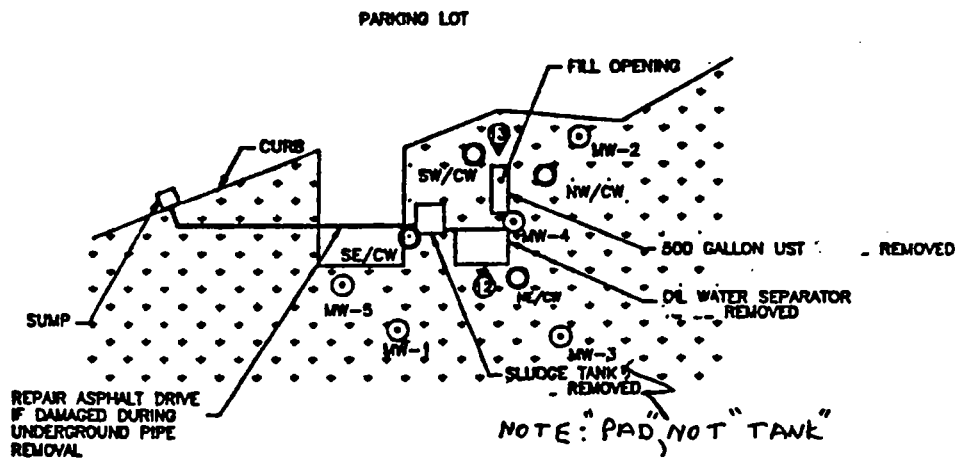 PARKING LOT
FILL OPENING
13
MW-2
CURB
SW/CW
NW/CW
MW-4
500 GALLON UST REMOVED
SE/CW
12
NE/CW
OIL WATER SEPARATOR
REMOVED
MW-5
SUMP
MW-1
MW-3
SLUDGE TANK
REMOVED
REPAIR ASPHALT DRIVE
IF DAMAGED DURING
UNDERGROUND PIPE
REMOVAL
NOTE: "PAD", NOT "TANK"